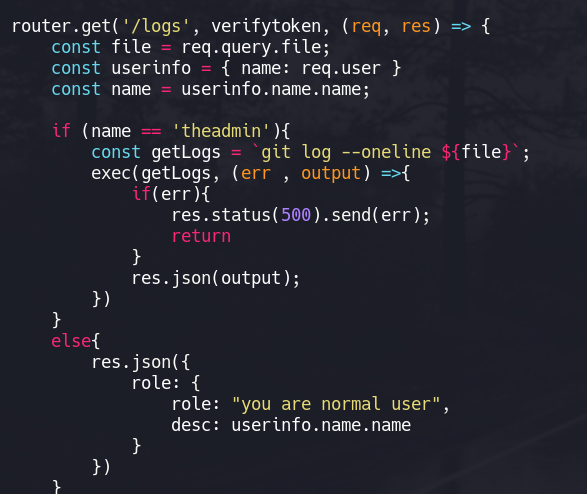 router.get('/logs', verifytoken, (req, res) => {
    const file = req.query.file;
    const userinfo = { name: req.user }
    const name = userinfo.name.name;

    if (name == 'theadmin'){
        const getLogs = `git log --oneline ${file}`;
        exec(getLogs, (err , output) =>{
            if(err){
                res.status(500).send(err);
                return
            }
            res.json(output);
        })
    }
    else{
        res.json({
            role: {
                role: "you are normal user",
                desc: userinfo.name.name
            }
        })
    }